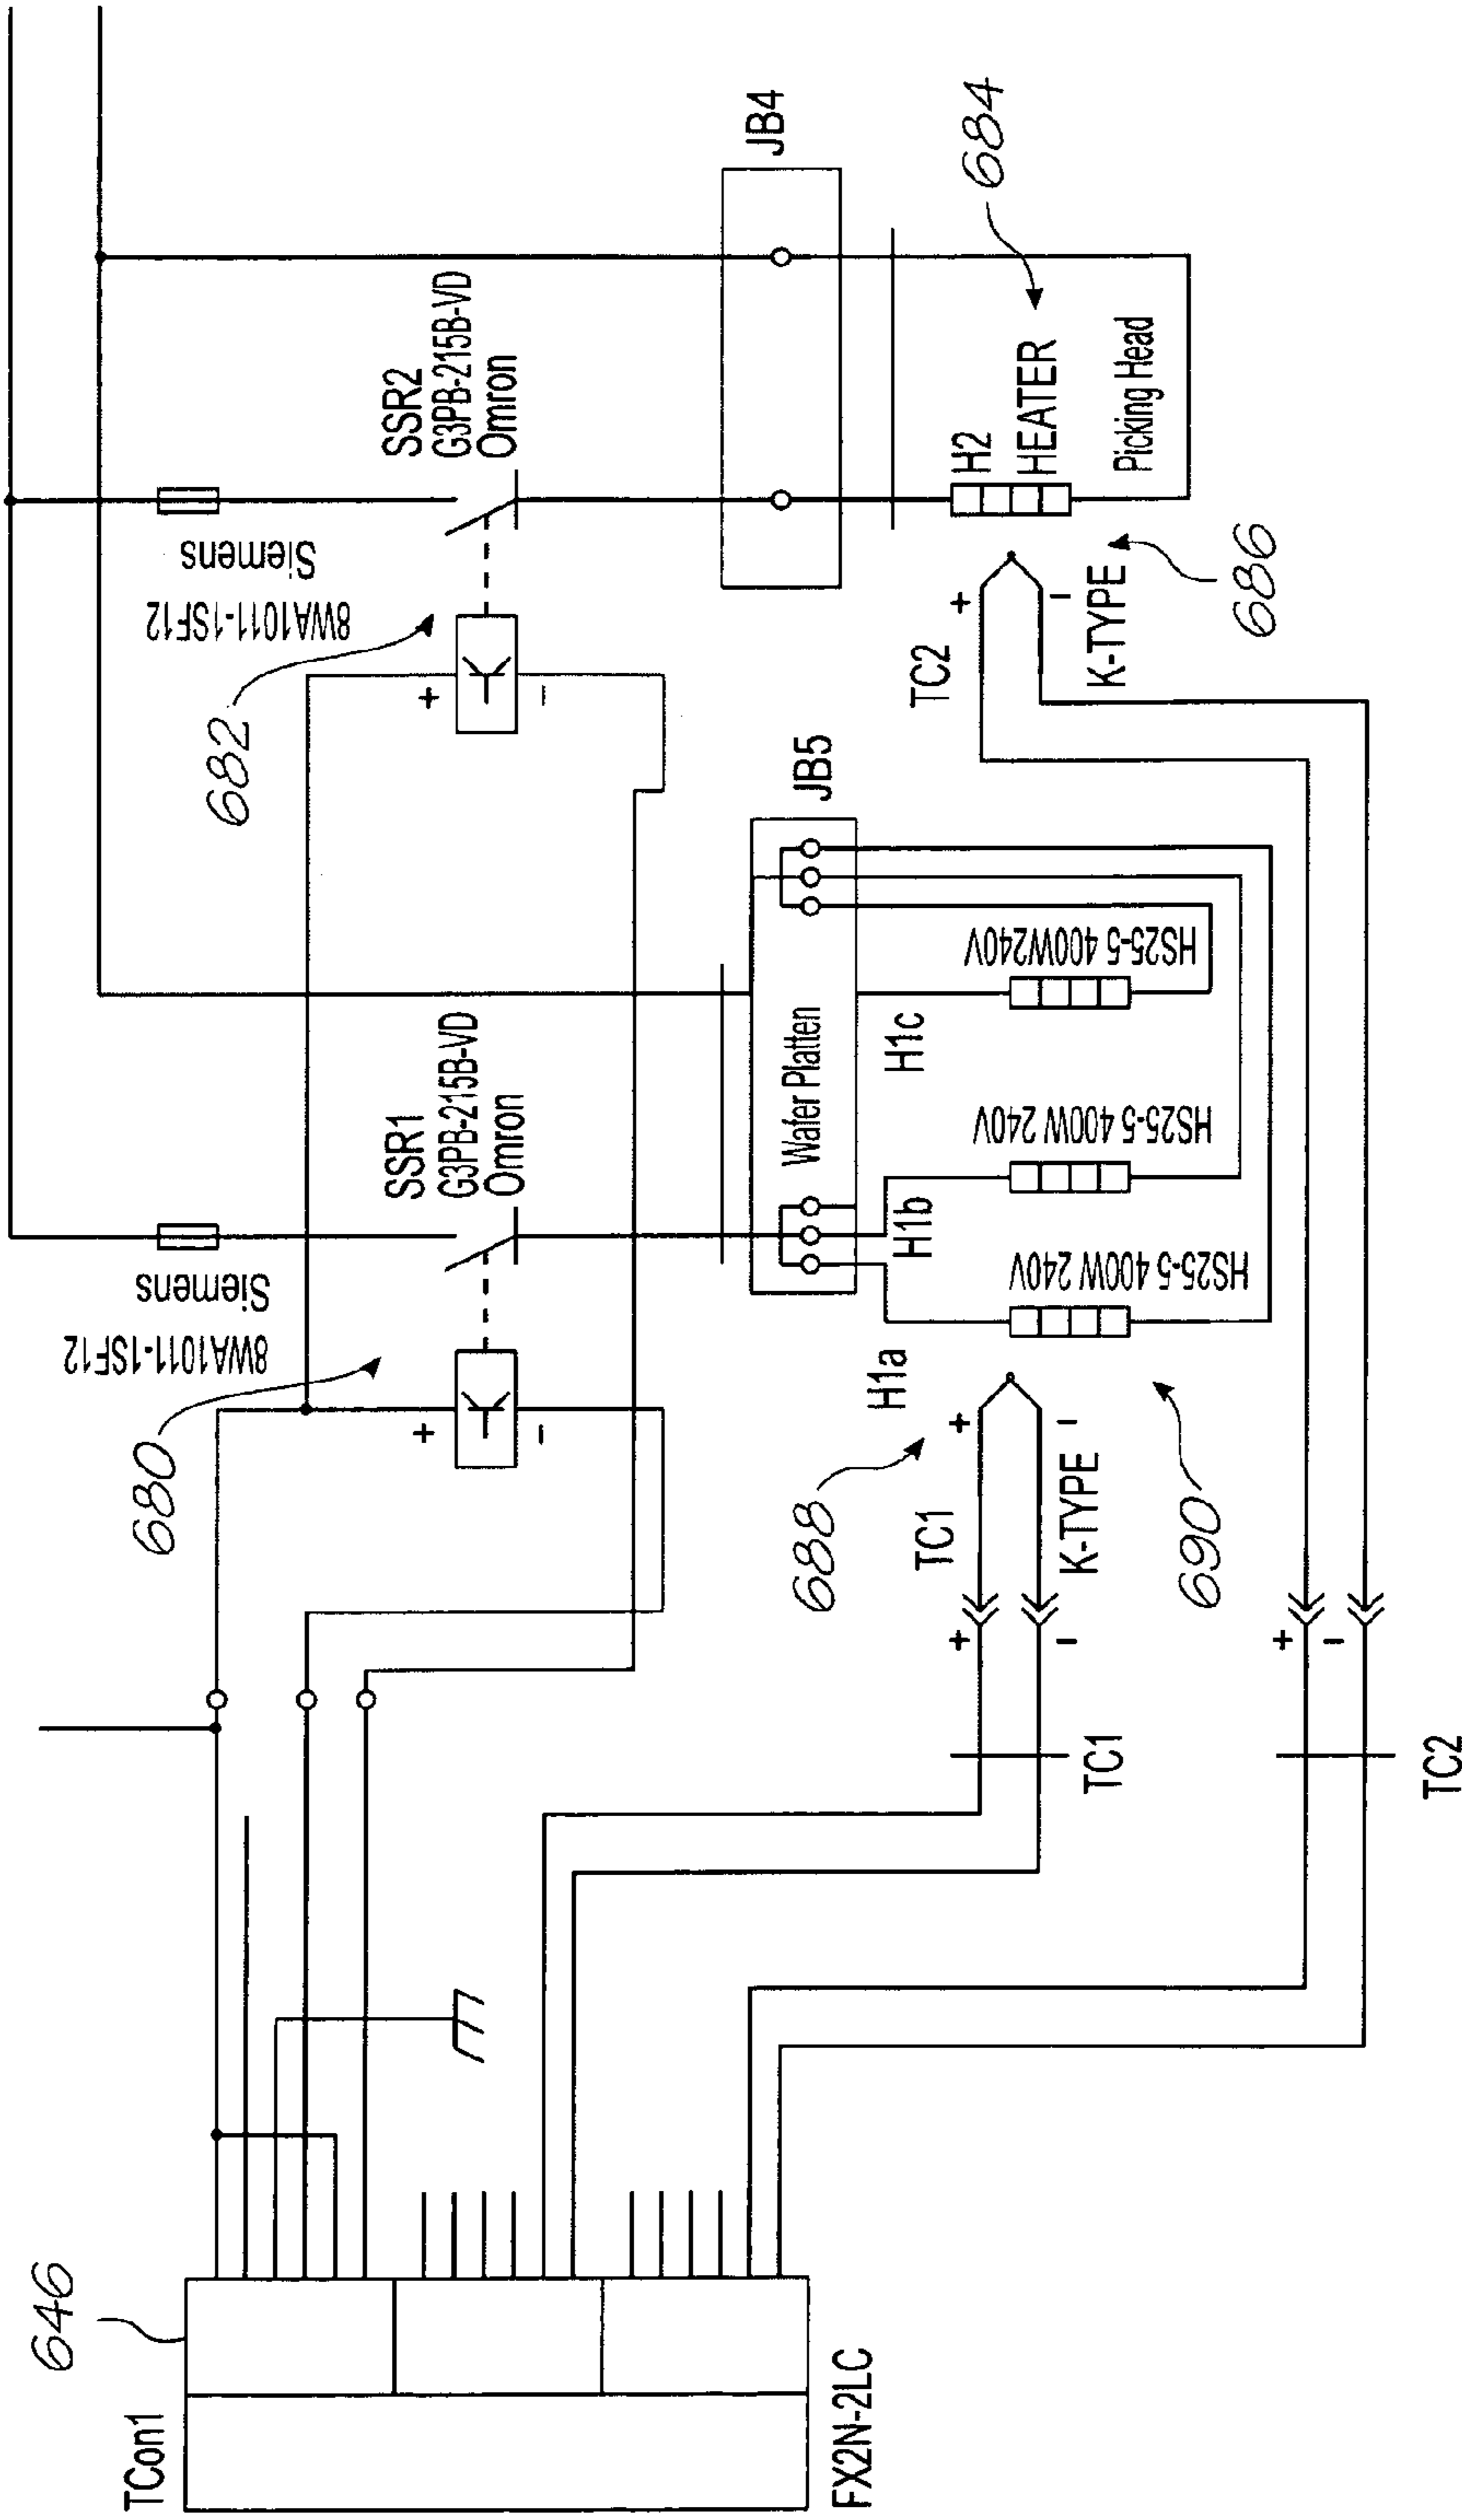 646
TCon1
FX2N-2LC
680
8WA1011-1SF12
Siemens
+
−
SSR1
G3PB-215B-VD
Omron
682
8WA1011-1SF12
Siemens
+
−
SSR2
G3PB-215B-VD
Omron
JB4
JB5
Wafer Platten
H1a
H1b
H1c
HS25-5 400W 240V
HS25-5 400W 240V
HS25-5 400W240V
H2
HEATER
Picking Head
684
686
688
690
TC1
+
−
K-TYPE
+
−
TC1
TC2
+
−
K-TYPE
+
−
TC2